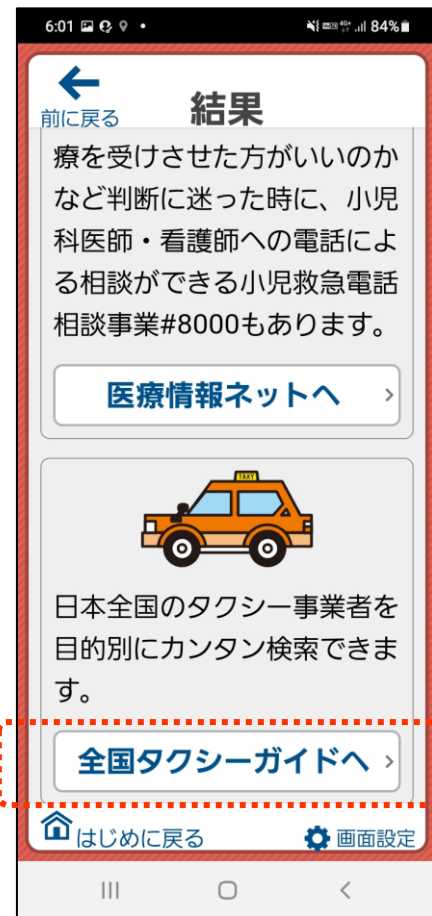 6:01
84%
前に戻る
結果
療を受けさせた方がいいのか
など判断に迷った時に、小児
科医師・看護師への電話によ
る相談ができる小児救急電話
相談事業#8000もあります。
医療情報ネットへ
TAXY
日本全国のタクシー事業者を
目的別にカンタン検索できま
す。
全国タクシーガイドへ
はじめに戻る
画面設定